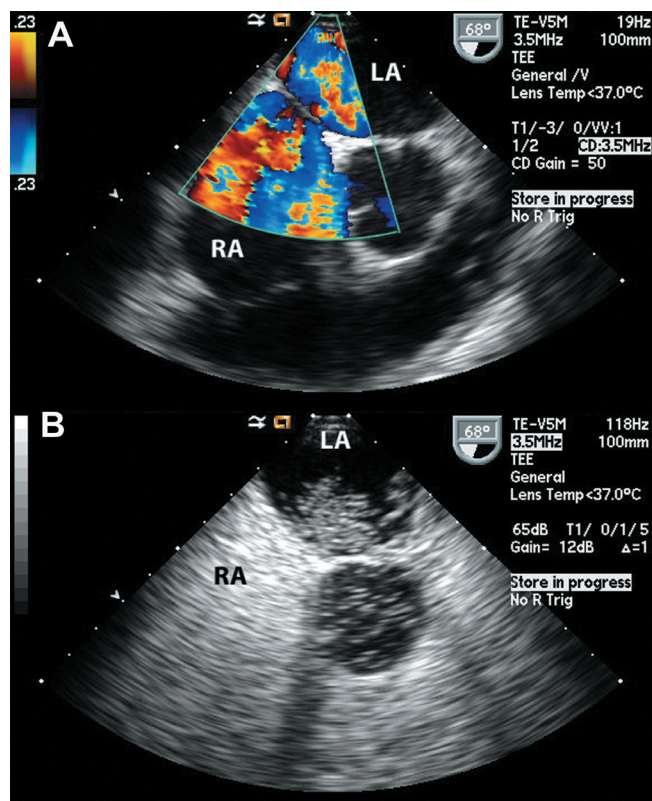 A
.23
.23
LA
RA
68°
TE-V5M 19Hz
3.5MHz 100mm
TEE
General /V
Lens Temp<37.0°C
T1/-3/ 0/VV:1
1/2 CD:3.5MHz
CD Gain = 50
Store in progress
No R Trig
B
LA
RA
68°
TE-V5M 118Hz
3.5MHz 100mm
TEE
General
Lens Temp<37.0°C
65dB T1/ 0/1/5
Gain= 12dB Δ=1
Store in progress
No R Trig